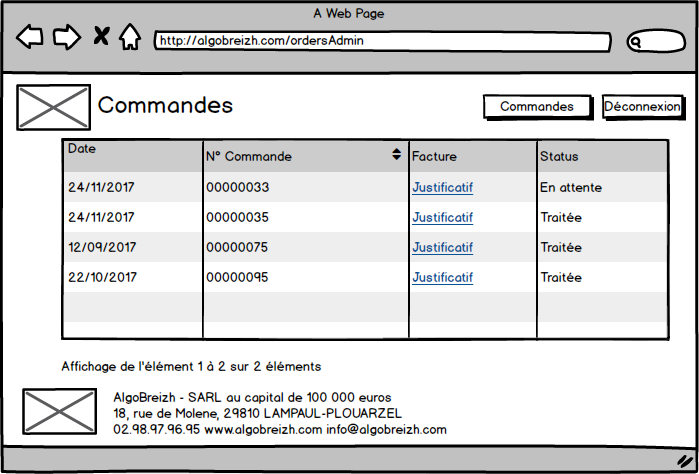 A Web Page
http://algobreizh.com/ordersAdmin
Commandes
Commandes
Déconnexion
Date N° Commande Facture Status
24/11/2017 00000033 Justificatif En attente
24/11/2017 00000035 Justificatif Traitée
12/09/2017 00000075 Justificatif Traitée
22/10/2017 00000095 Justificatif Traitée
Affichage de l'élément 1 à 2 sur 2 éléments
AlgoBreizh - SARL au capital de 100 000 euros
18, rue de Molene, 29810 LAMPAUL-PLOUARZEL
02.98.97.96.95 www.algobreizh.com info@algobreizh.com